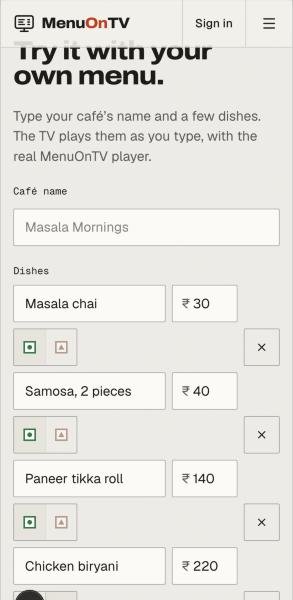 MenuOnTV
Sign in
Try it with your
own menu.
Type your café's name and a few dishes.
The TV plays them as you type, with the
real MenuOnTV player.
Café name
Masala Mornings
Dishes
Masala chai
₹ 30
×
Samosa, 2 pieces
₹ 40
×
Paneer tikka roll
₹ 140
×
Chicken biryani
₹ 220